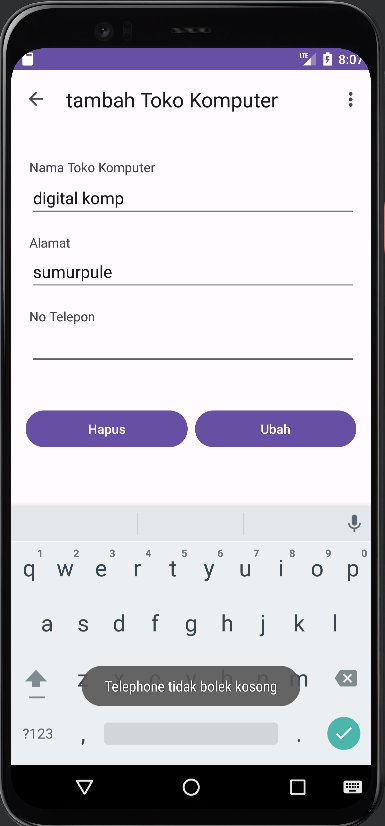 LTE 8:07
tambah Toko Komputer
Nama Toko Komputer
digital komp
Alamat
sumurpule
No Telepon
Hapus Ubah
1 2 3 4 5 6 7 8 9 0
q w e r t y u i o p
a s d f g h j k l
z x c v b n m
Telephone tidak bolek kosong
?123 , .